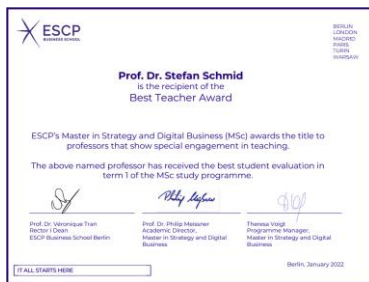 ESCP
BUSINESS SCHOOL
BERLIN
LONDON
MADRID
PARIS
TURIN
WARSAW
Prof. Dr. Stefan Schmid
is the recipient of the
Best Teacher Award
ESCP's Master in Strategy and Digital Business (MSc) awards the title to
professors that show special engagement in teaching.
The above named professor has received the best student evaluation in
term 1 of the MSc study programme.
Philip Meissner
Prof. Dr. Véronique Tran
Rector I Dean
ESCP Business School Berlin
Prof. Dr. Philip Meissner
Academic Director,
Master in Strategy and Digital
Business
Theresa Voigt
Programme Manager,
Master in Strategy and Digital
Business
IT ALL STARTS HERE
Berlin, January 2022